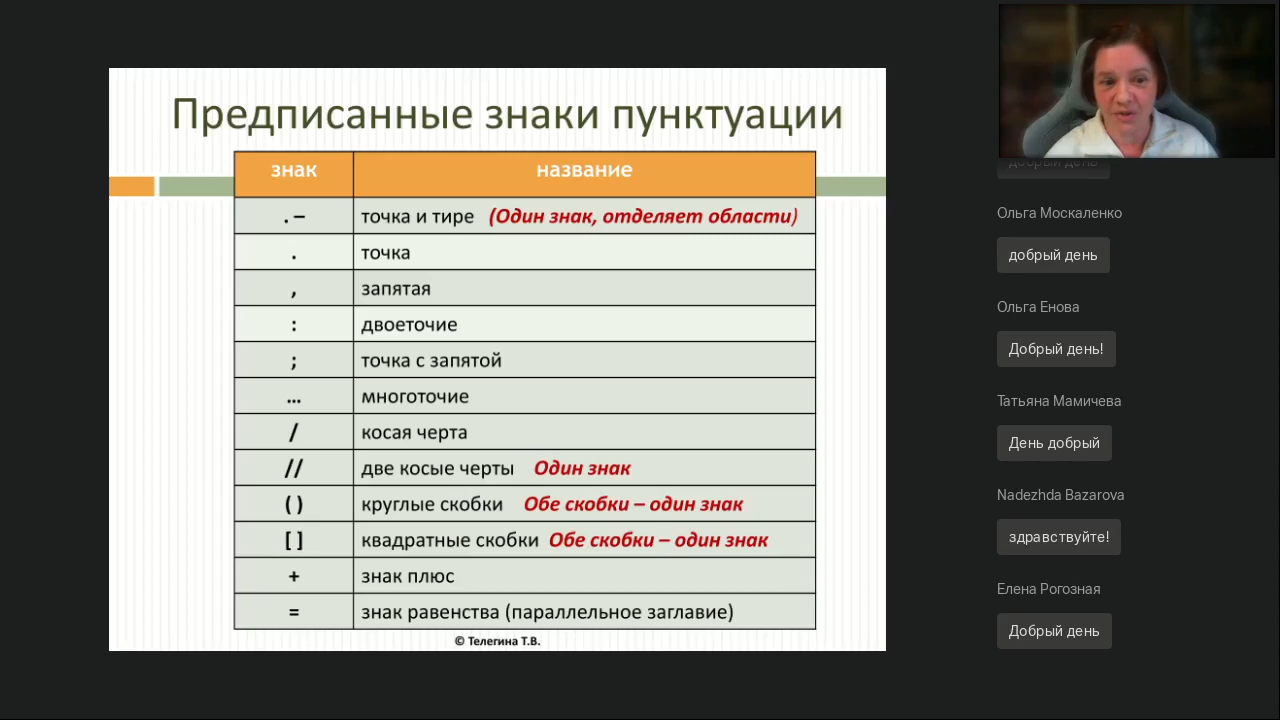 Предписанные знаки пунктуации
знак название
. – точка и тире (Один знак, отделяет области)
. точка
, запятая
: двоеточие
; точка с запятой
... многоточие
/ косая черта
// две косые черты Один знак
( ) круглые скобки Обе скобки – один знак
[ ] квадратные скобки Обе скобки – один знак
+ знак плюс
= знак равенства (параллельное заглавие)
© Телегина Т.В.
добрый день
Ольга Москаленко
добрый день
Ольга Енова
Добрый день!
Татьяна Мамичева
День добрый
Nadezhda Bazarova
здравствуйте!
Елена Рогозная
Добрый день